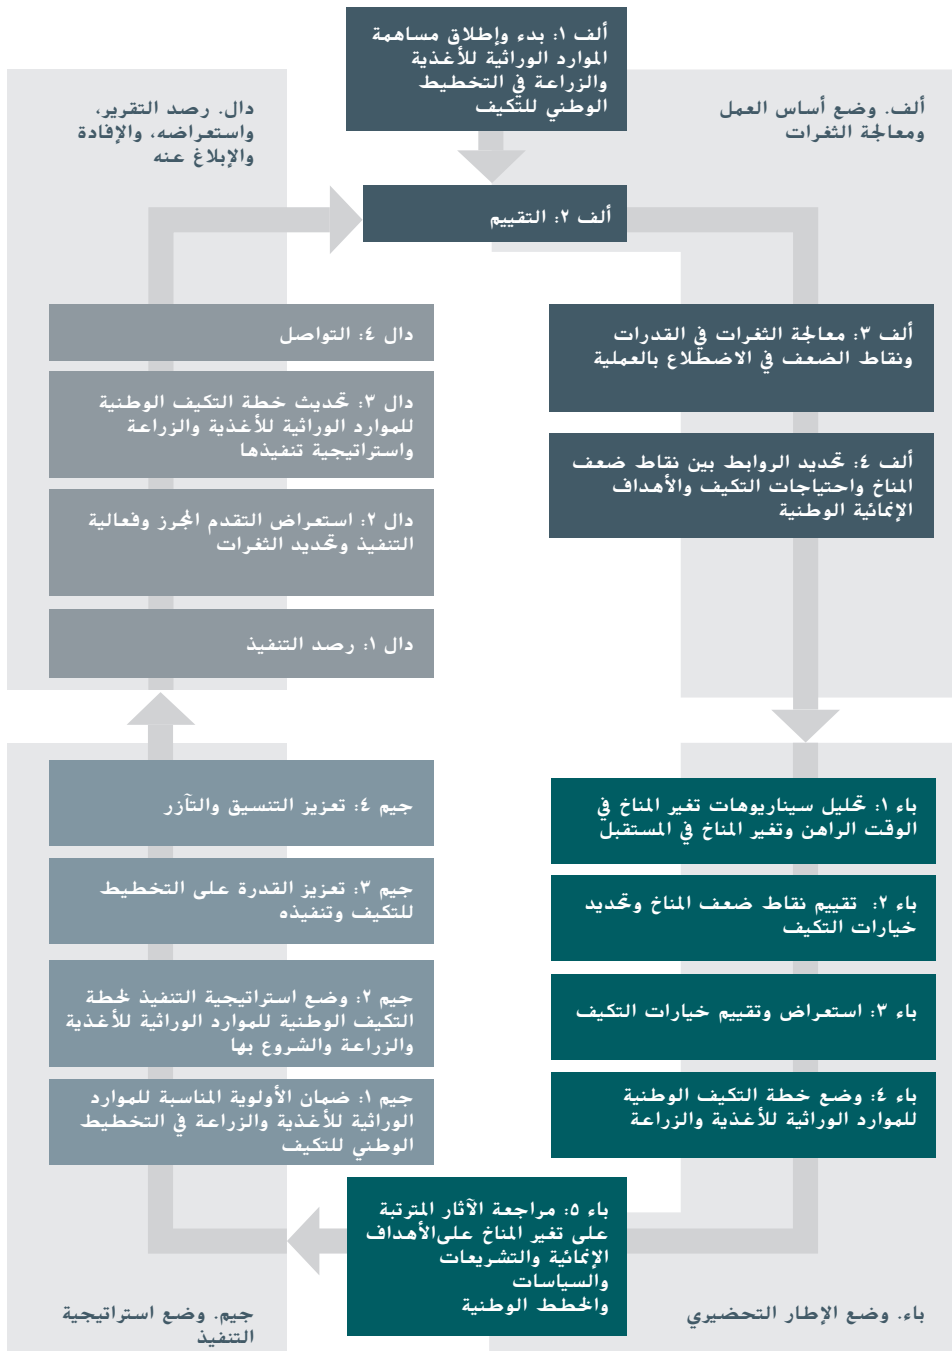 ألف ١: بدء وإطلاق مساهمة
الموارد الوراثية للأغذية
والزراعة في التخطيط
الوطني للتكيف
ألف. وضع أساس العمل
ومعالجة الثغرات
ألف ٢: التقييم
ألف ٣: معالجة الثغرات في القدرات
ونقاط الضعف في الاضطلاع بالعملية
ألف ٤: تحديد الروابط بين نقاط ضعف
المناخ واحتياجات التكيف والأهداف
الإنمائية الوطنية
باء ١: تحليل سيناريوهات تغير المناخ في
الوقت الراهن وتغير المناخ في المستقبل
باء ٢: تقييم نقاط ضعف المناخ وتحديد
خيارات التكيف
باء ٣: استعراض وتقييم خيارات التكيف
باء ٤: وضع خطة التكيف الوطنية
للموارد الوراثية للأغذية والزراعة
باء ٥: مراجعة الآثار المترتبة
على تغير المناخ على الأهداف
الإنمائية والتشريعات
والسياسات
والخطط الوطنية
باء. وضع الإطار التحضيري
جيم. وضع استراتيجية
التنفيذ
جيم ١: ضمان الأولوية المناسبة للموارد
الوراثية للأغذية والزراعة في التخطيط
الوطني للتكيف
جيم ٢: وضع استراتيجية التنفيذ لخطة
التكيف الوطنية للموارد الوراثية للأغذية
والزراعة والشروع بها
جيم ٣: تعزيز القدرة على التخطيط
للتكيف وتنفيذه
جيم ٤: تعزيز التنسيق والتآزر
دال ١: رصد التنفيذ
دال ٢: استعراض التقدم المجرز وفعالية
التنفيذ وتحديد الثغرات
دال ٣: تحديث خطة التكيف الوطنية
للموارد الوراثية للأغذية والزراعة
واستراتيجية تنفيذها
دال ٤: التواصل
دال. رصد التقرير،
واستعراضه، والإفادة
والإبلاغ عنه